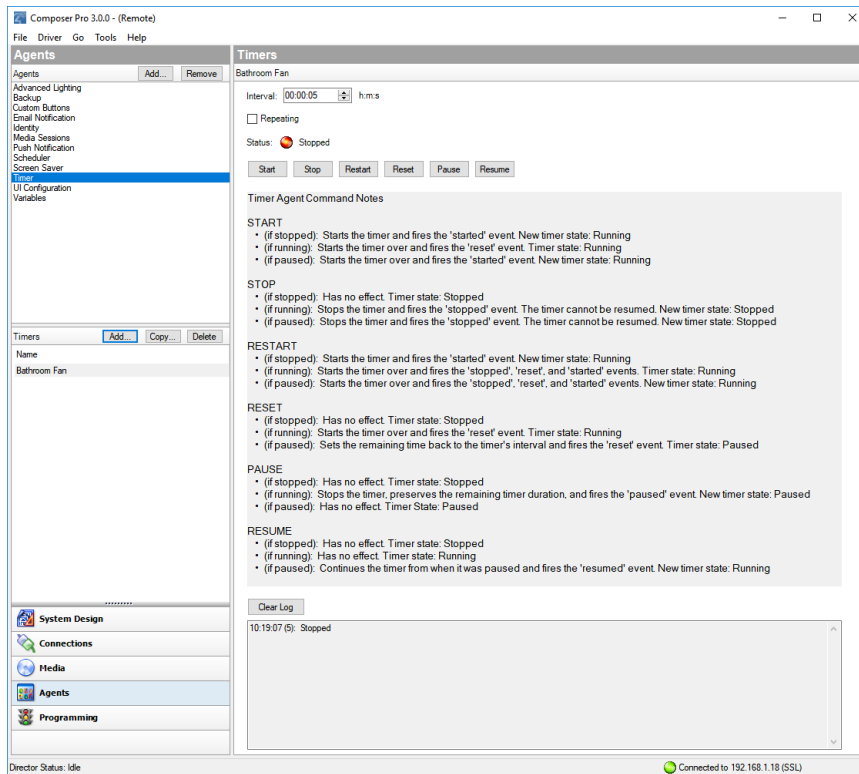 Composer Pro 3.0.0 - (Remote)
File Driver Go Tools Help
Agents
Agents Add... Remove
Advanced Lighting
Backup
Custom Buttons
Email Notification
Identity
Media Sessions
Push Notification
Scheduler
Screen Saver
Timer
UI Configuration
Variables
Timers Add... Copy... Delete
Name
Bathroom Fan
System Design
Connections
Media
Agents
Programming
Timers
Bathroom Fan
Interval: 00:00:05 h:m:s
Repeating
Status: Stopped
Start Stop Restart Reset Pause Resume
Timer Agent Command Notes
START
• (if stopped): Starts the timer and fires the 'started' event. New timer state: Running
• (if running): Starts the timer over and fires the 'reset' event. Timer state: Running
• (if paused): Starts the timer over and fires the 'started' event. New timer state: Running
STOP
• (if stopped): Has no effect. Timer state: Stopped
• (if running): Stops the timer and fires the 'stopped' event. The timer cannot be resumed. New timer state: Stopped
• (if paused): Stops the timer and fires the 'stopped' event. The timer cannot be resumed. New timer state: Stopped
RESTART
• (if stopped): Starts the timer and fires the 'started' event. New timer state: Running
• (if running): Starts the timer over and fires the 'stopped', 'reset', and 'started' events. Timer state: Running
• (if paused): Starts the timer over and fires the 'stopped', 'reset', and 'started' events. New timer state: Running
RESET
• (if stopped): Has no effect. Timer state: Stopped
• (if running): Starts the timer over and fires the 'reset' event. Timer state: Running
• (if paused): Sets the remaining time back to the timer's interval and fires the 'reset' event. Timer state: Paused
PAUSE
• (if stopped): Has no effect. Timer state: Stopped
• (if running): Stops the timer, preserves the remaining timer duration, and fires the 'paused' event. New timer state: Paused
• (if paused): Has no effect. Timer State: Paused
RESUME
• (if stopped): Has no effect. Timer state: Stopped
• (if running): Has no effect. Timer state: Running
• (if paused): Continues the timer from when it was paused and fires the 'resumed' event. New timer state: Running
Clear Log
10:19:07 (5): Stopped
Director Status: Idle
Connected to 192.168.1.18 (SSL)